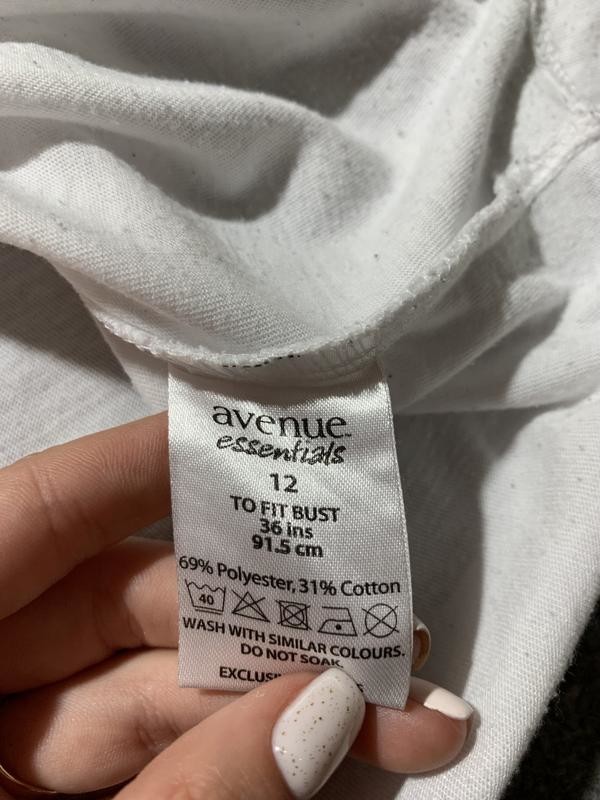 avenue
essentials
12
TO FIT BUST
36 ins
91.5 cm
69% Polyester, 31% Cotton
40
WASH WITH SIMILAR COLOURS.
DO NOT SOAK.